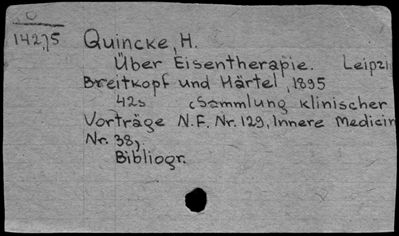 14275 Quincke, H.
Über Eisentherapie. Leipzi
Breitkopf und Härtel, 1895
42s (Sammlung klinischer
Vorträge N.F. Nr. 129, Innere Medicin
Nr. 38)
Bibliogr.